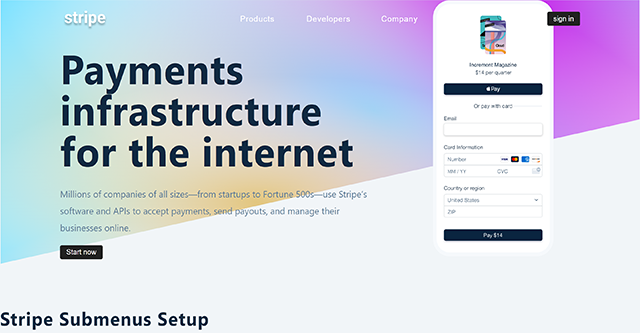 stripe
Products
Developers
Company
sign in
Payments
infrastructure
for the internet
Millions of companies of all sizes—from startups to Fortune 500s—use Stripe's
software and APIs to accept payments, send payouts, and manage their
businesses online.
Start now
Increment Magazine
$14 per quarter
Pay
Or pay with card
Email
Card Information
Number
VISA
MM / YY
CVC
Country or region
United States
ZIP
Pay $14
Stripe Submenus Setup